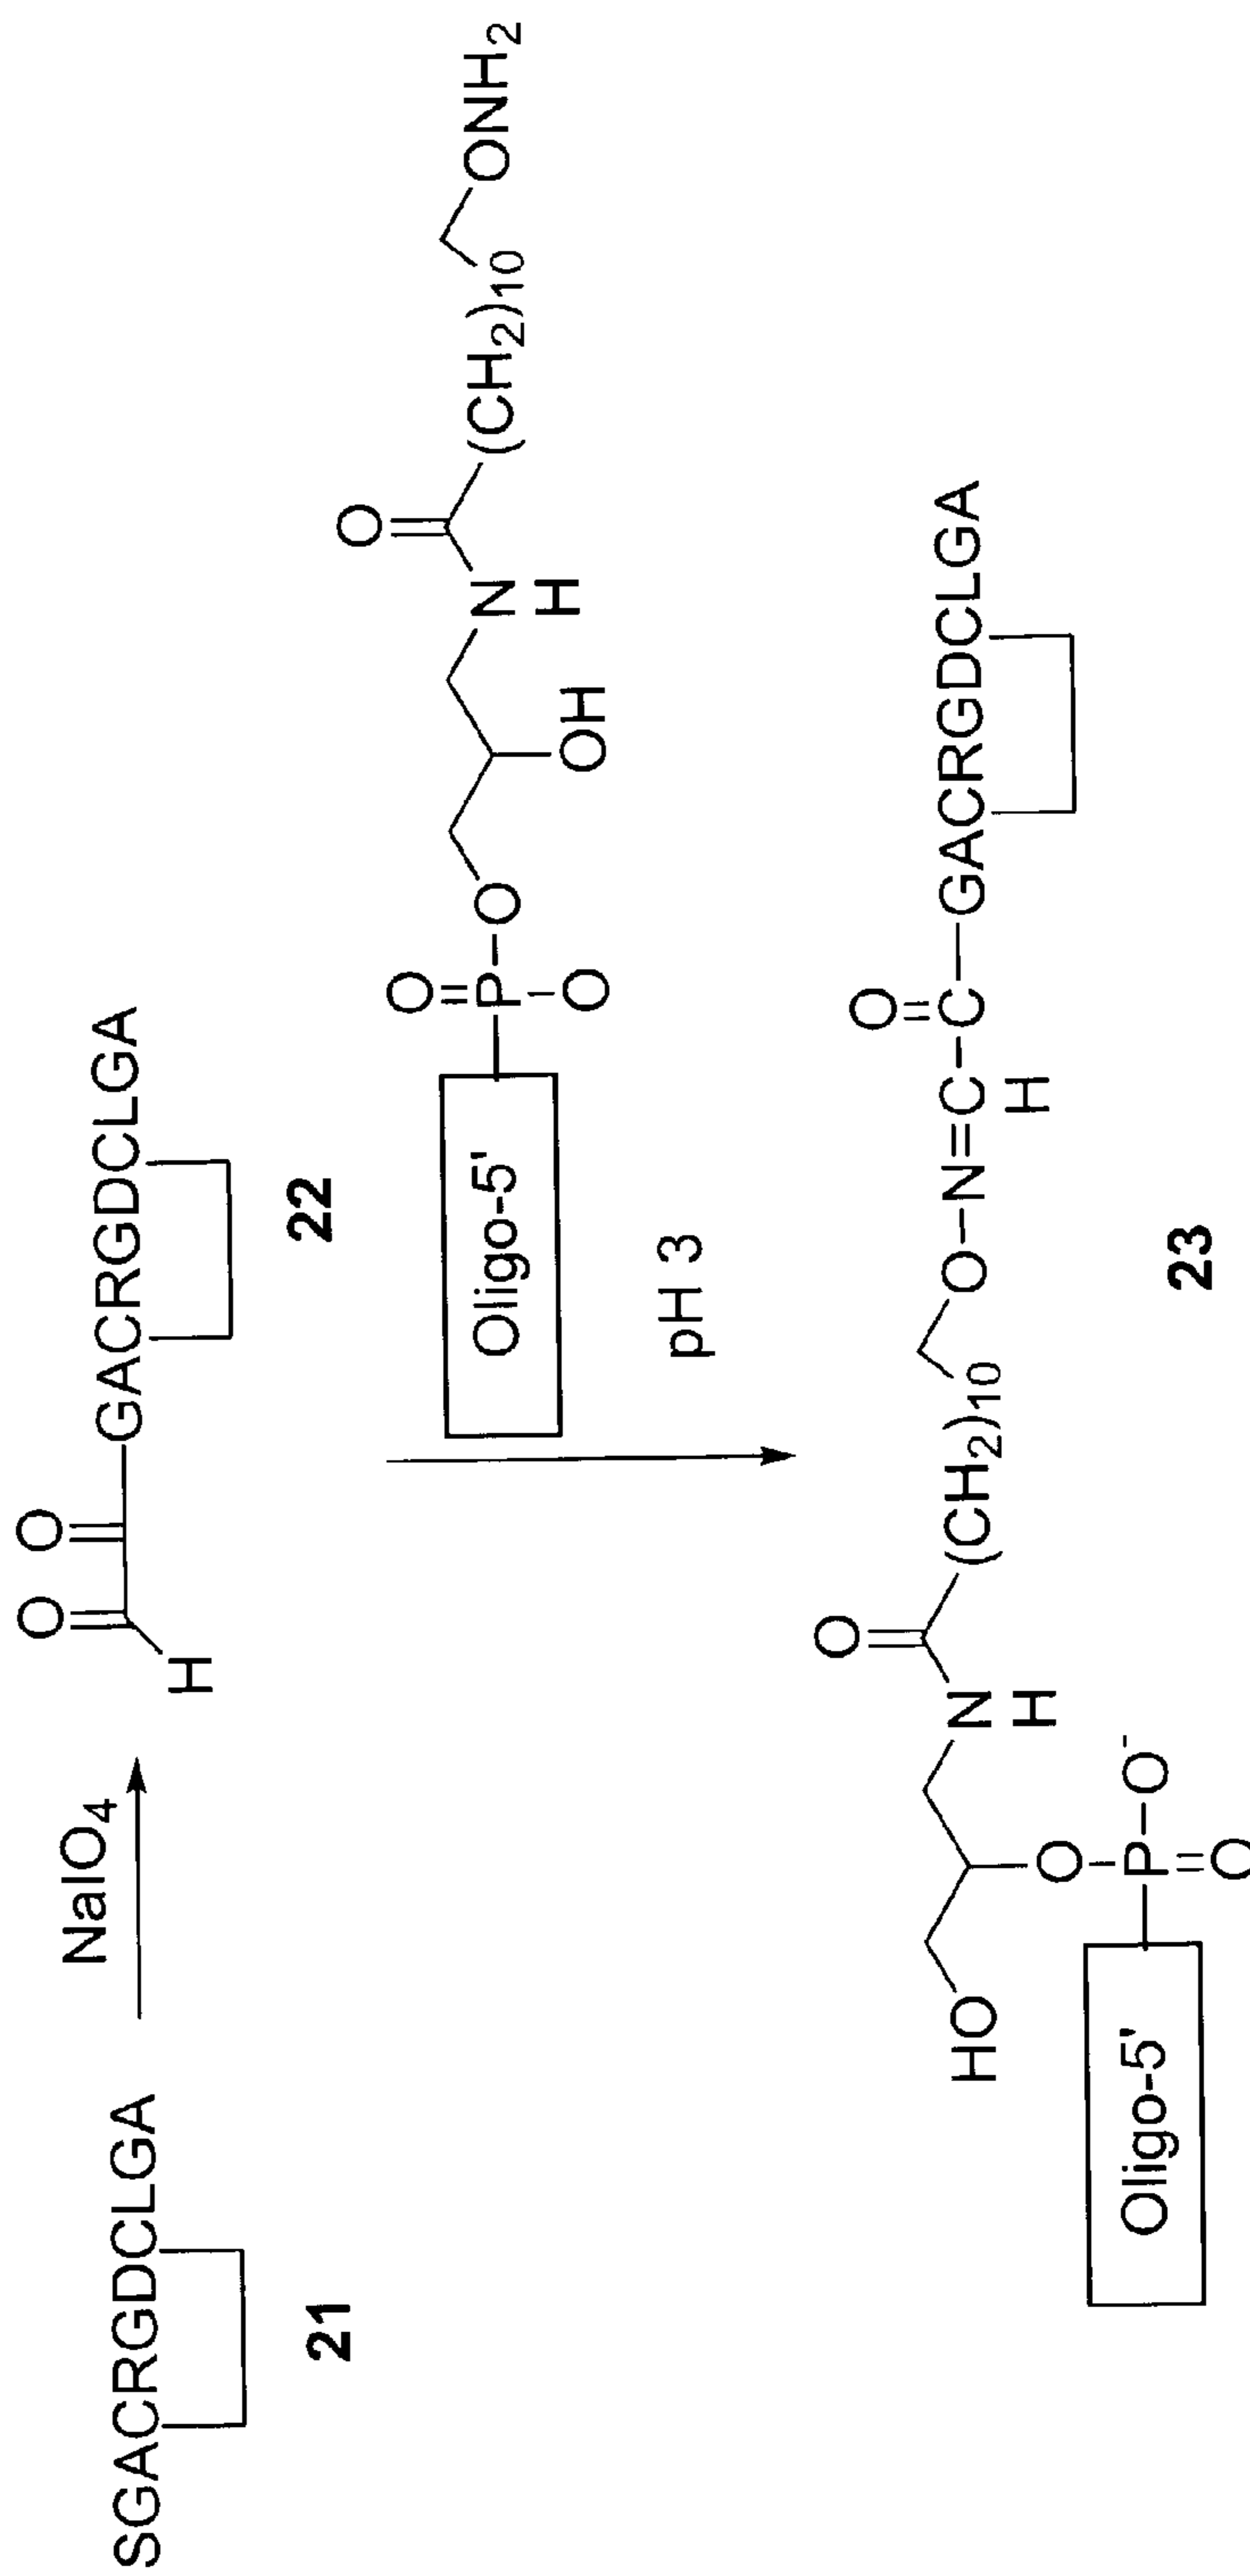 SGACRGDCLGA
21
NaIO4
O O
H
GACRGDCLGA
22
Oligo-5'
O
P-O
O
OH
N
H
O
(CH2)10
ONH2
pH 3
Oligo-5'
HO
O-P-O-
O
N
H
O
(CH2)10
O-N=C-C-GACRGDCLGA
H
O
23